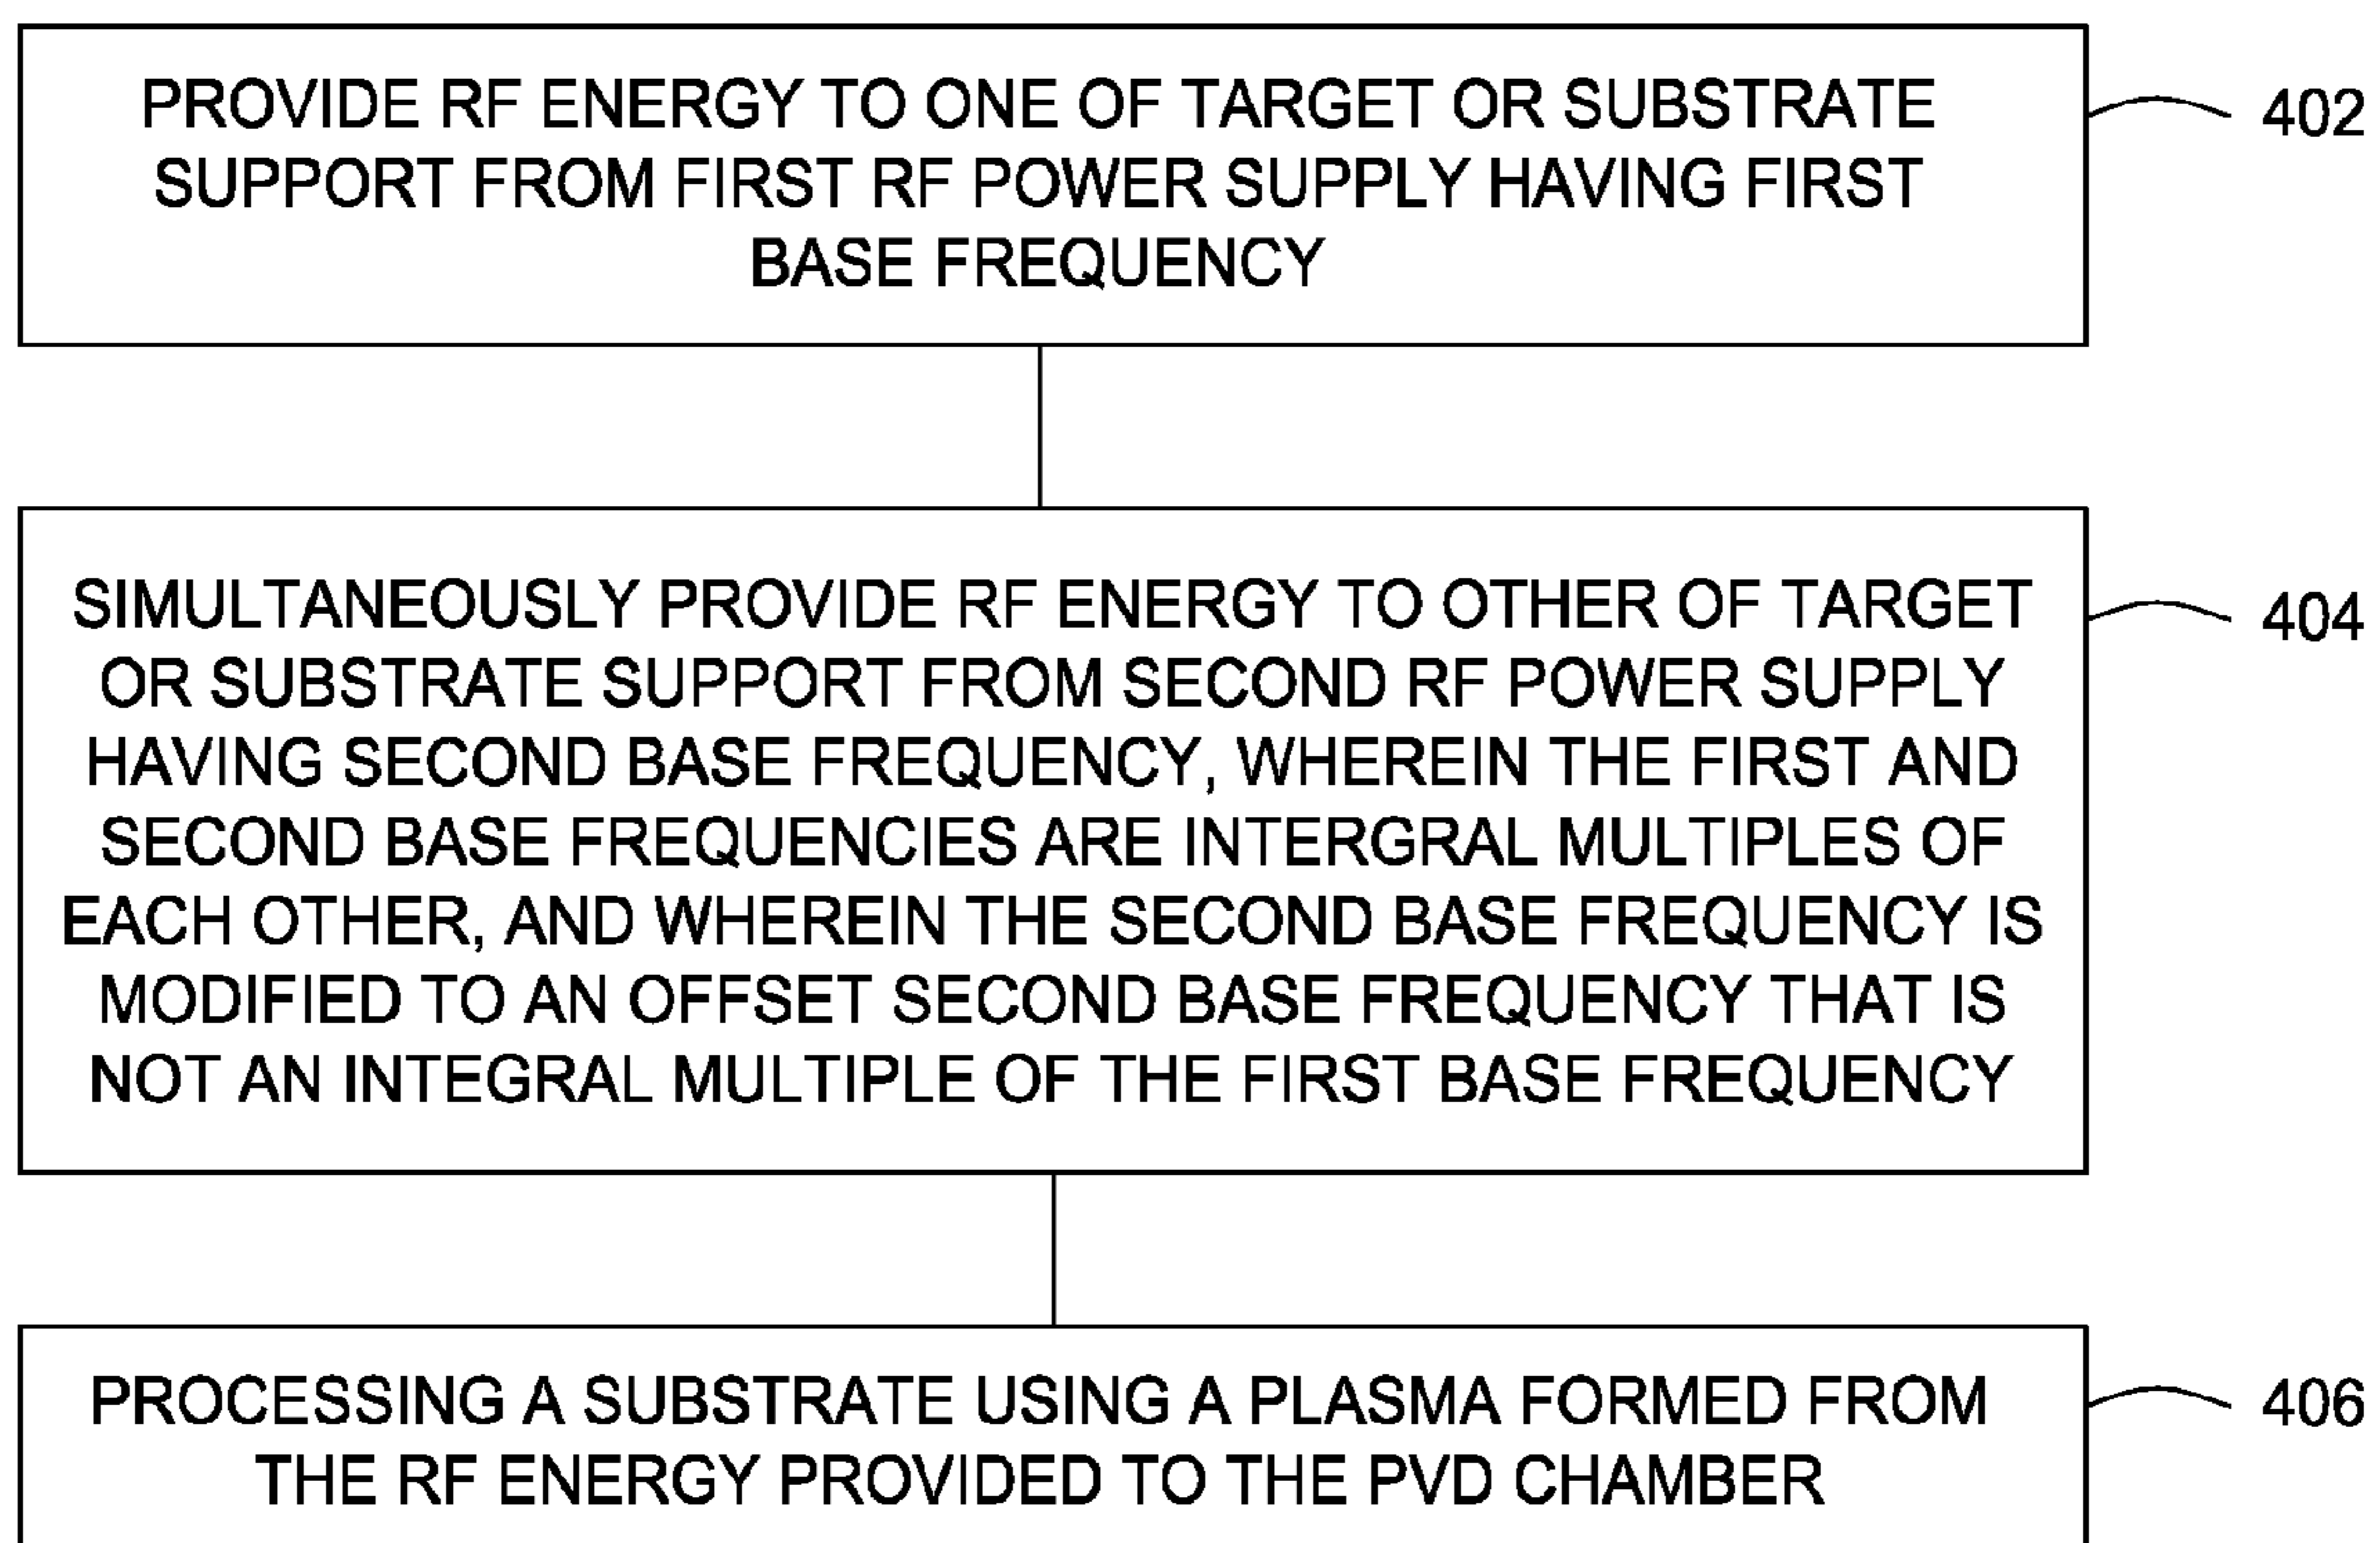 PROVIDE RF ENERGY TO ONE OF TARGET OR SUBSTRATE
SUPPORT FROM FIRST RF POWER SUPPLY HAVING FIRST
BASE FREQUENCY
402
SIMULTANEOUSLY PROVIDE RF ENERGY TO OTHER OF TARGET
OR SUBSTRATE SUPPORT FROM SECOND RF POWER SUPPLY
HAVING SECOND BASE FREQUENCY, WHEREIN THE FIRST AND
SECOND BASE FREQUENCIES ARE INTERGRAL MULTIPLES OF
EACH OTHER, AND WHEREIN THE SECOND BASE FREQUENCY IS
MODIFIED TO AN OFFSET SECOND BASE FREQUENCY THAT IS
NOT AN INTEGRAL MULTIPLE OF THE FIRST BASE FREQUENCY
404
PROCESSING A SUBSTRATE USING A PLASMA FORMED FROM
THE RF ENERGY PROVIDED TO THE PVD CHAMBER
406